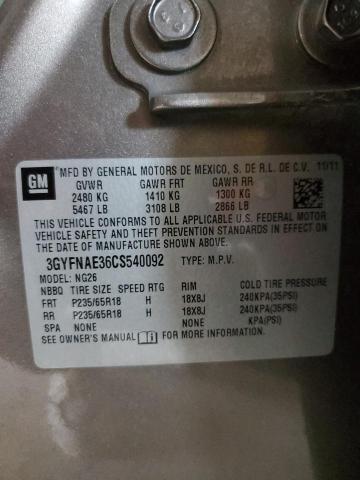 GM
MFD BY GENERAL MOTORS DE MEXICO, S. DE R.L. DE C.V. 11/11
GVWR GAWR FRT GAWR RR
2480 KG 1410 KG 1300 KG
5467 LB 3108 LB 2866 LB
THIS VEHICLE CONFORMS TO ALL APPLICABLE U.S. FEDERAL MOTOR
VEHICLE SAFETY, BUMPER, AND THEFT PREVENTION STANDARDS IN
EFFECT ON THE DATE OF MANUFACTURE SHOWN ABOVE.
3GYFNAE36CS540092 TYPE: M.P.V.
MODEL: NG26
NBBQ TIRE SIZE SPEED RTG RIM COLD TIRE PRESSURE
FRT P235/65R18 H 18X8J 240KPA(35PSI)
RR P235/65R18 H 18X8J 240KPA(35PSI)
SPA NONE NONE KPA(PSI)
SEE OWNER'S MANUAL FOR ADDITIONAL INFORMATION.